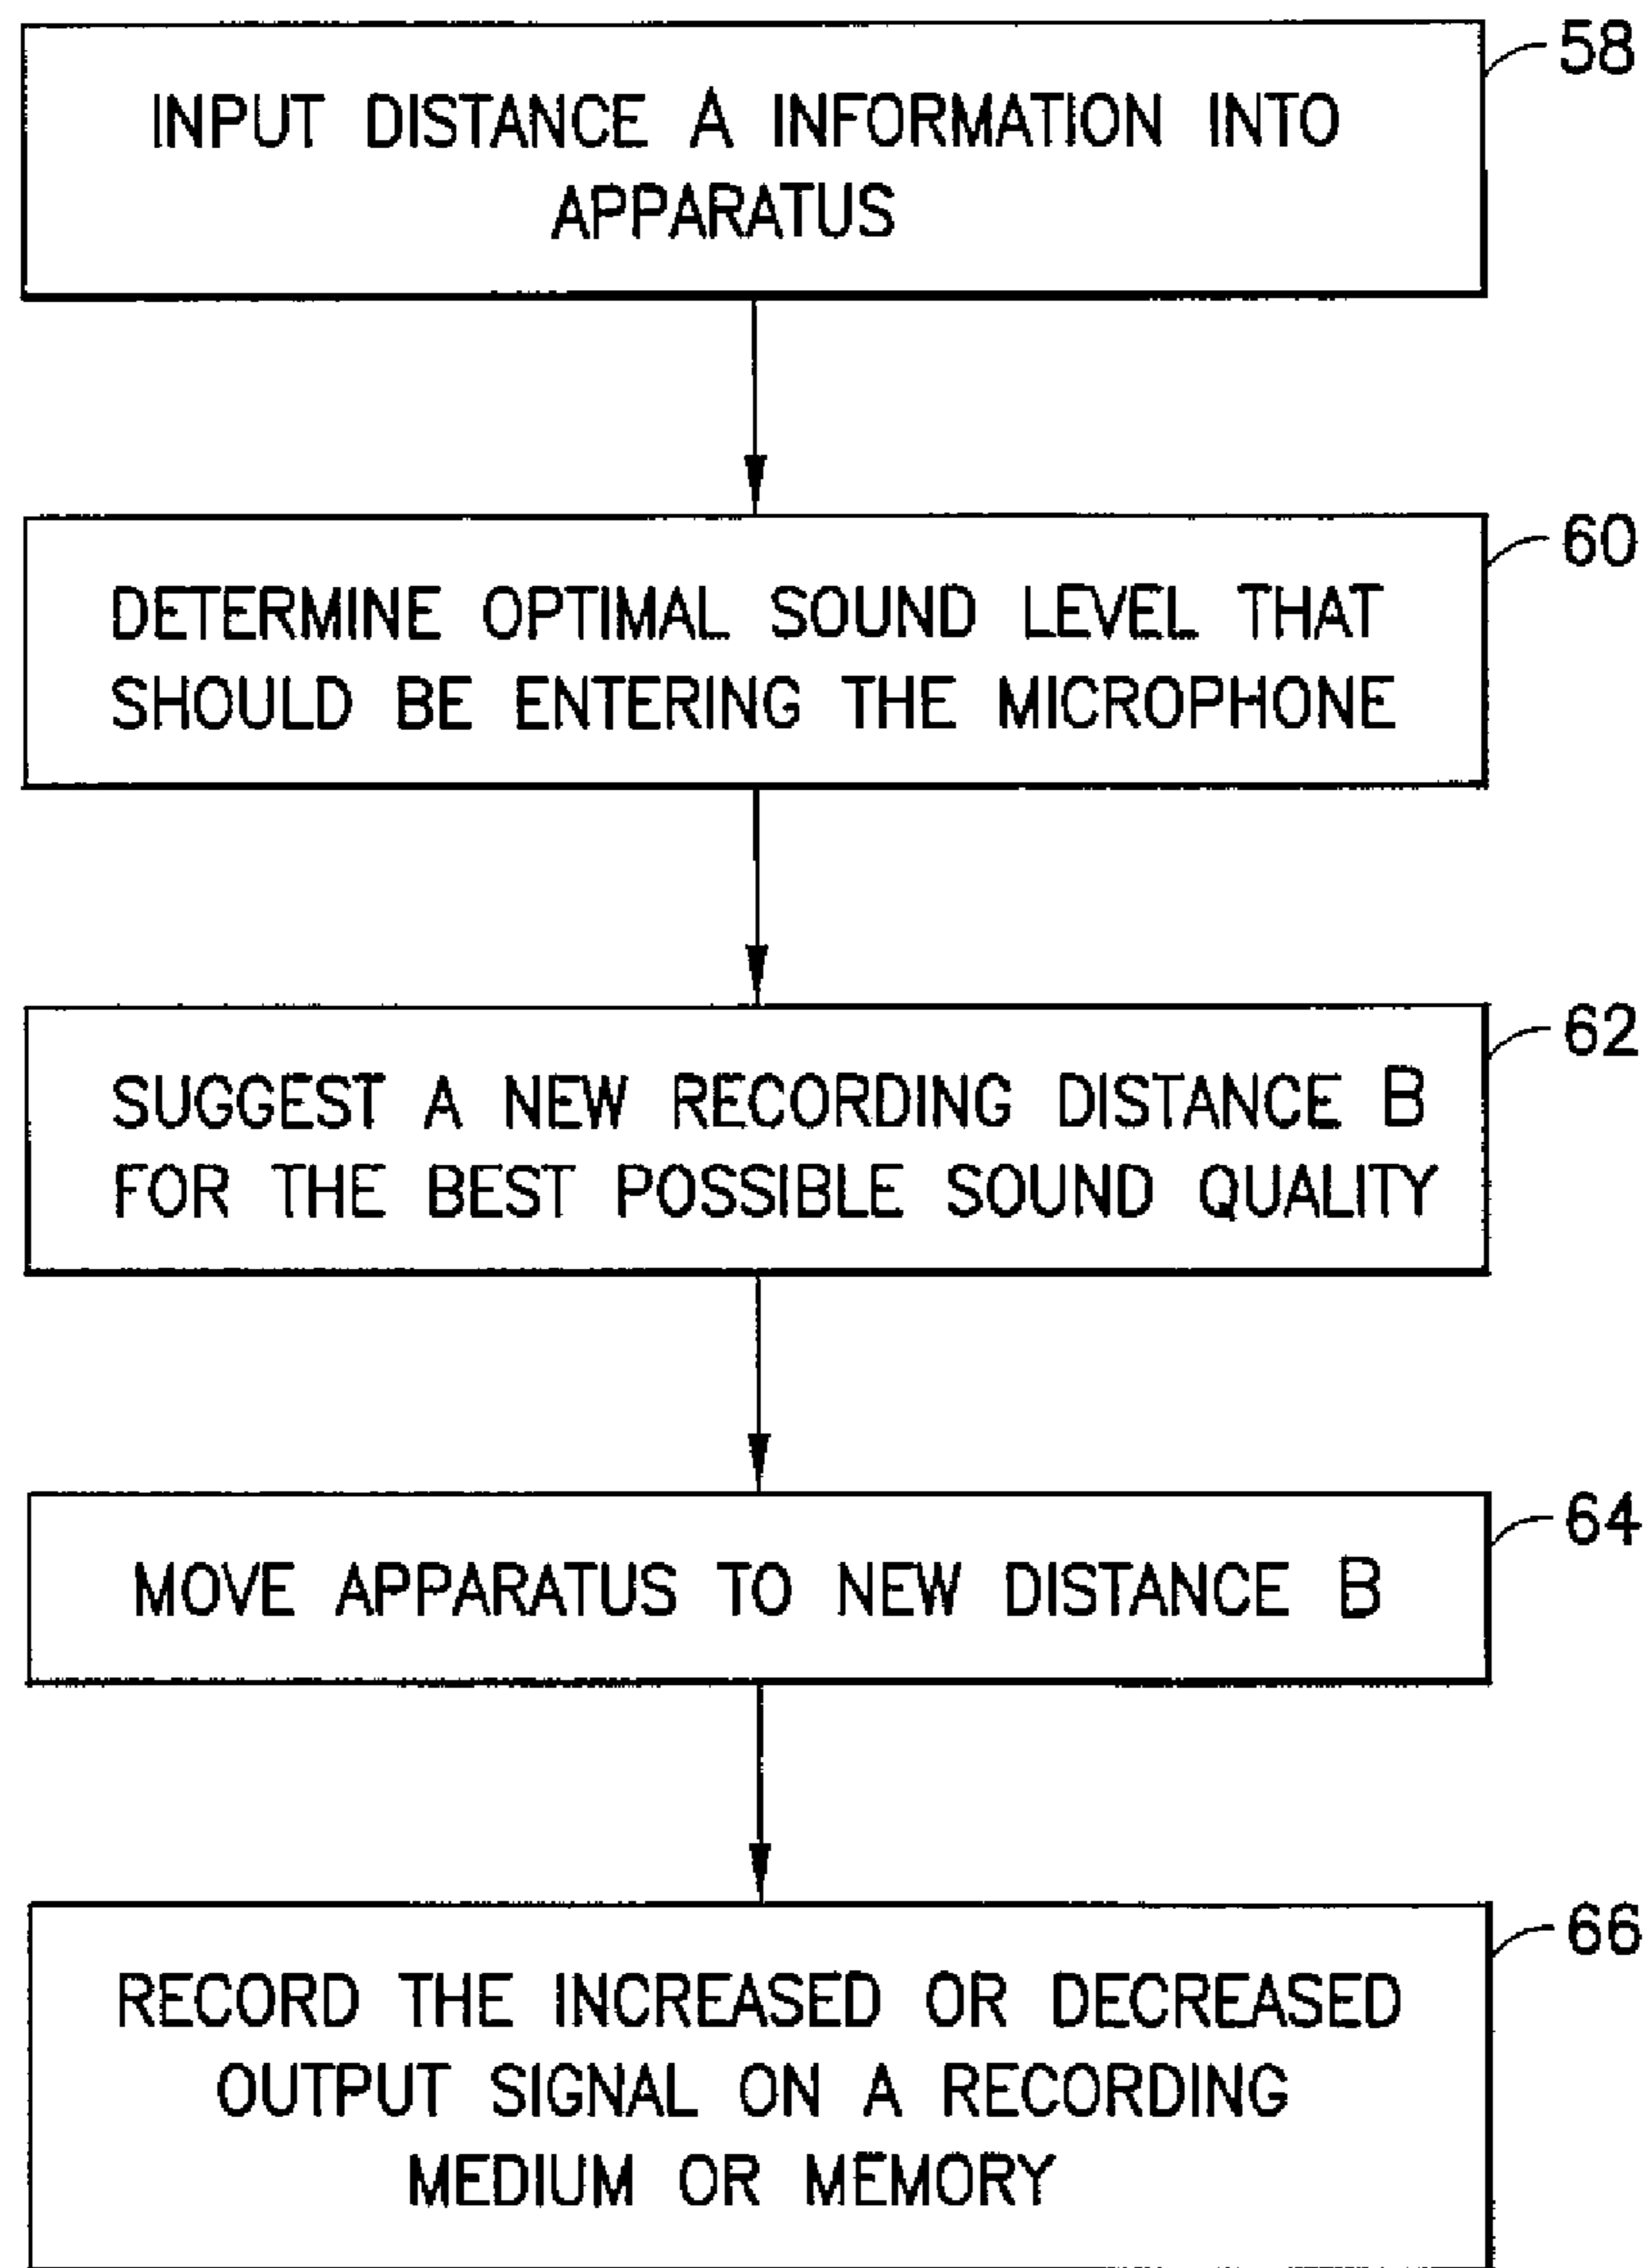 58
INPUT DISTANCE A INFORMATION INTO
APPARATUS
60
DETERMINE OPTIMAL SOUND LEVEL THAT
SHOULD BE ENTERING THE MICROPHONE
62
SUGGEST A NEW RECORDING DISTANCE B
FOR THE BEST POSSIBLE SOUND QUALITY
64
MOVE APPARATUS TO NEW DISTANCE B
66
RECORD THE INCREASED OR DECREASED
OUTPUT SIGNAL ON A RECORDING
MEDIUM OR MEMORY